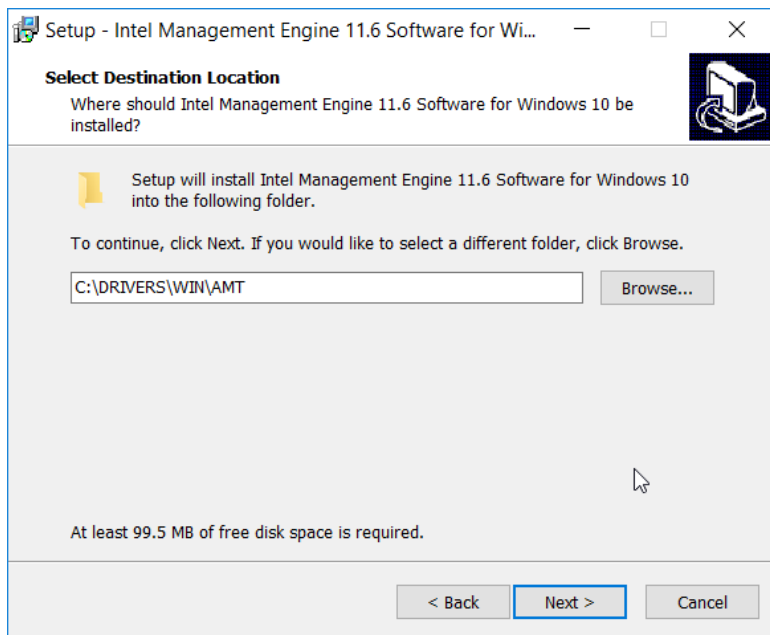 Setup - Intel Management Engine 11.6 Software for Wi...
Select Destination Location
Where should Intel Management Engine 11.6 Software for Windows 10 be
installed?
Setup will install Intel Management Engine 11.6 Software for Windows 10
into the following folder.
To continue, click Next. If you would like to select a different folder, click Browse.
C:\DRIVERS\WIN\AMT
Browse...
At least 99.5 MB of free disk space is required.
< Back
Next >
Cancel